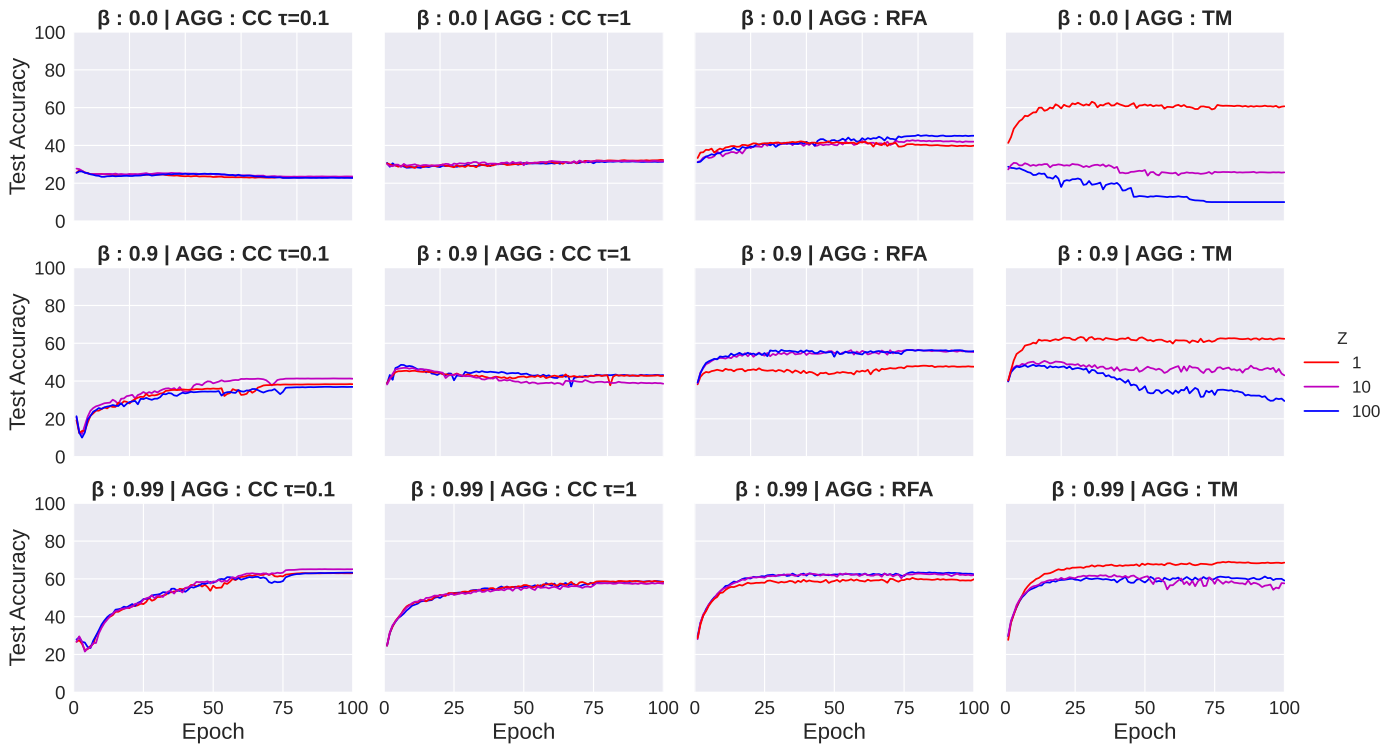 β : 0.0 | AGG : CC τ=0.1
β : 0.0 | AGG : CC τ=1
β : 0.0 | AGG : RFA
β : 0.0 | AGG : TM
100
80
60
40
20
0
Test Accuracy
β : 0.9 | AGG : CC τ=0.1
β : 0.9 | AGG : CC τ=1
β : 0.9 | AGG : RFA
β : 0.9 | AGG : TM
100
80
60
40
20
0
Test Accuracy
Z
1
10
100
β : 0.99 | AGG : CC τ=0.1
β : 0.99 | AGG : CC τ=1
β : 0.99 | AGG : RFA
β : 0.99 | AGG : TM
100
80
60
40
20
0
Test Accuracy
0 25 50 75 100
0 25 50 75 100
0 25 50 75 100
0 25 50 75 100
Epoch
Epoch
Epoch
Epoch